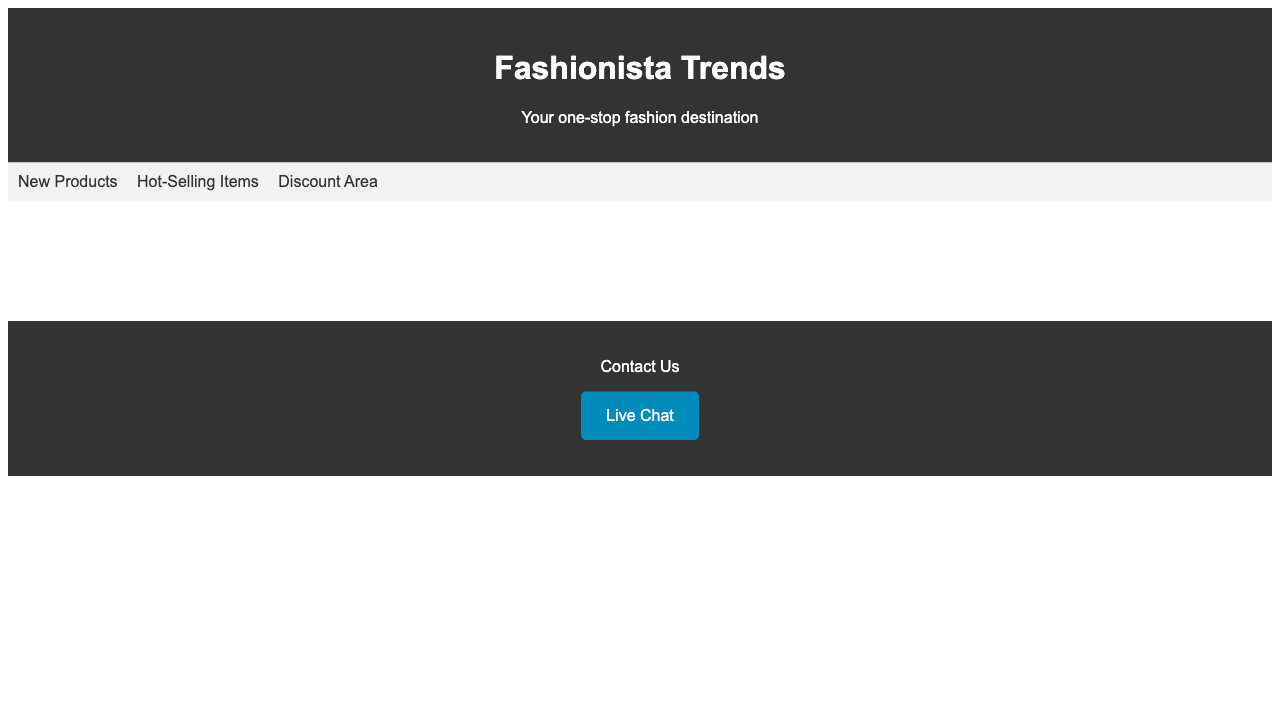 Fashionista Trends
Your one-stop fashion destination
New Products Hot-Selling Items Discount Area
Contact Us
Live Chat